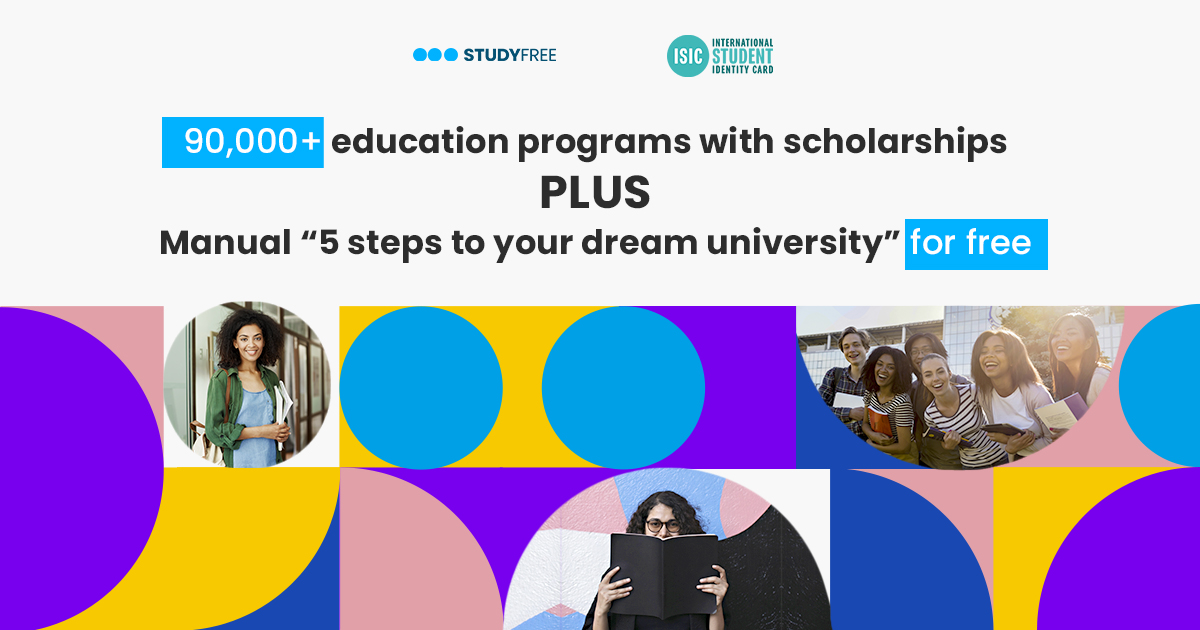 STUDYFREE
ISIC
INTERNATIONAL
STUDENT
IDENTITY CARD
90,000+ education programs with scholarships
PLUS
Manual “5 steps to your dream university” for free